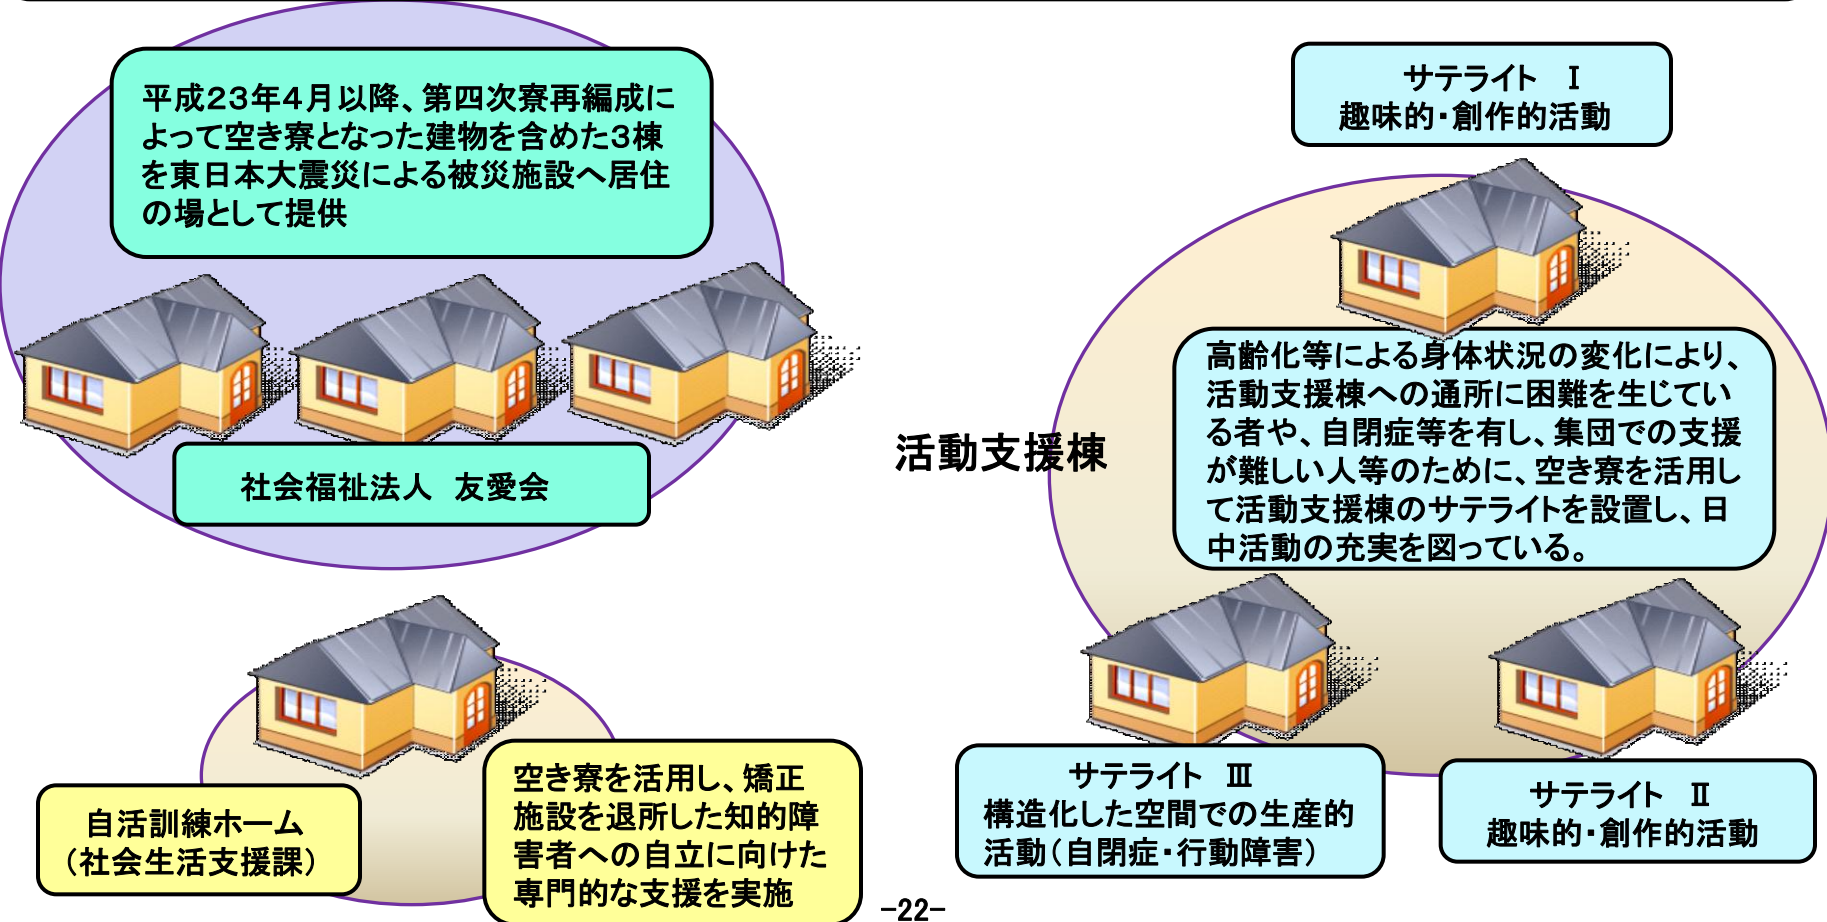 平成23年4月以降、第四次寮再編成に
よって空き寮となった建物を含めた3棟
を東日本大震災による被災施設へ居住
の場として提供
社会福祉法人　友愛会
サテライト　Ⅰ
趣味的・創作的活動
活動支援棟
高齢化等による身体状況の変化により、
活動支援棟への通所に困難を生じてい
る者や、自閉症等を有し、集団での支援
が難しい人等のために、空き寮を活用し
て活動支援棟のサテライトを設置し、日
中活動の充実を図っている。
自活訓練ホーム
（社会生活支援課）
空き寮を活用し、矯正
施設を退所した知的障
害者への自立に向けた
専門的な支援を実施
サテライト　Ⅲ
構造化した空間での生産的
活動（自閉症・行動障害）
サテライト　Ⅱ
趣味的・創作的活動
-22-